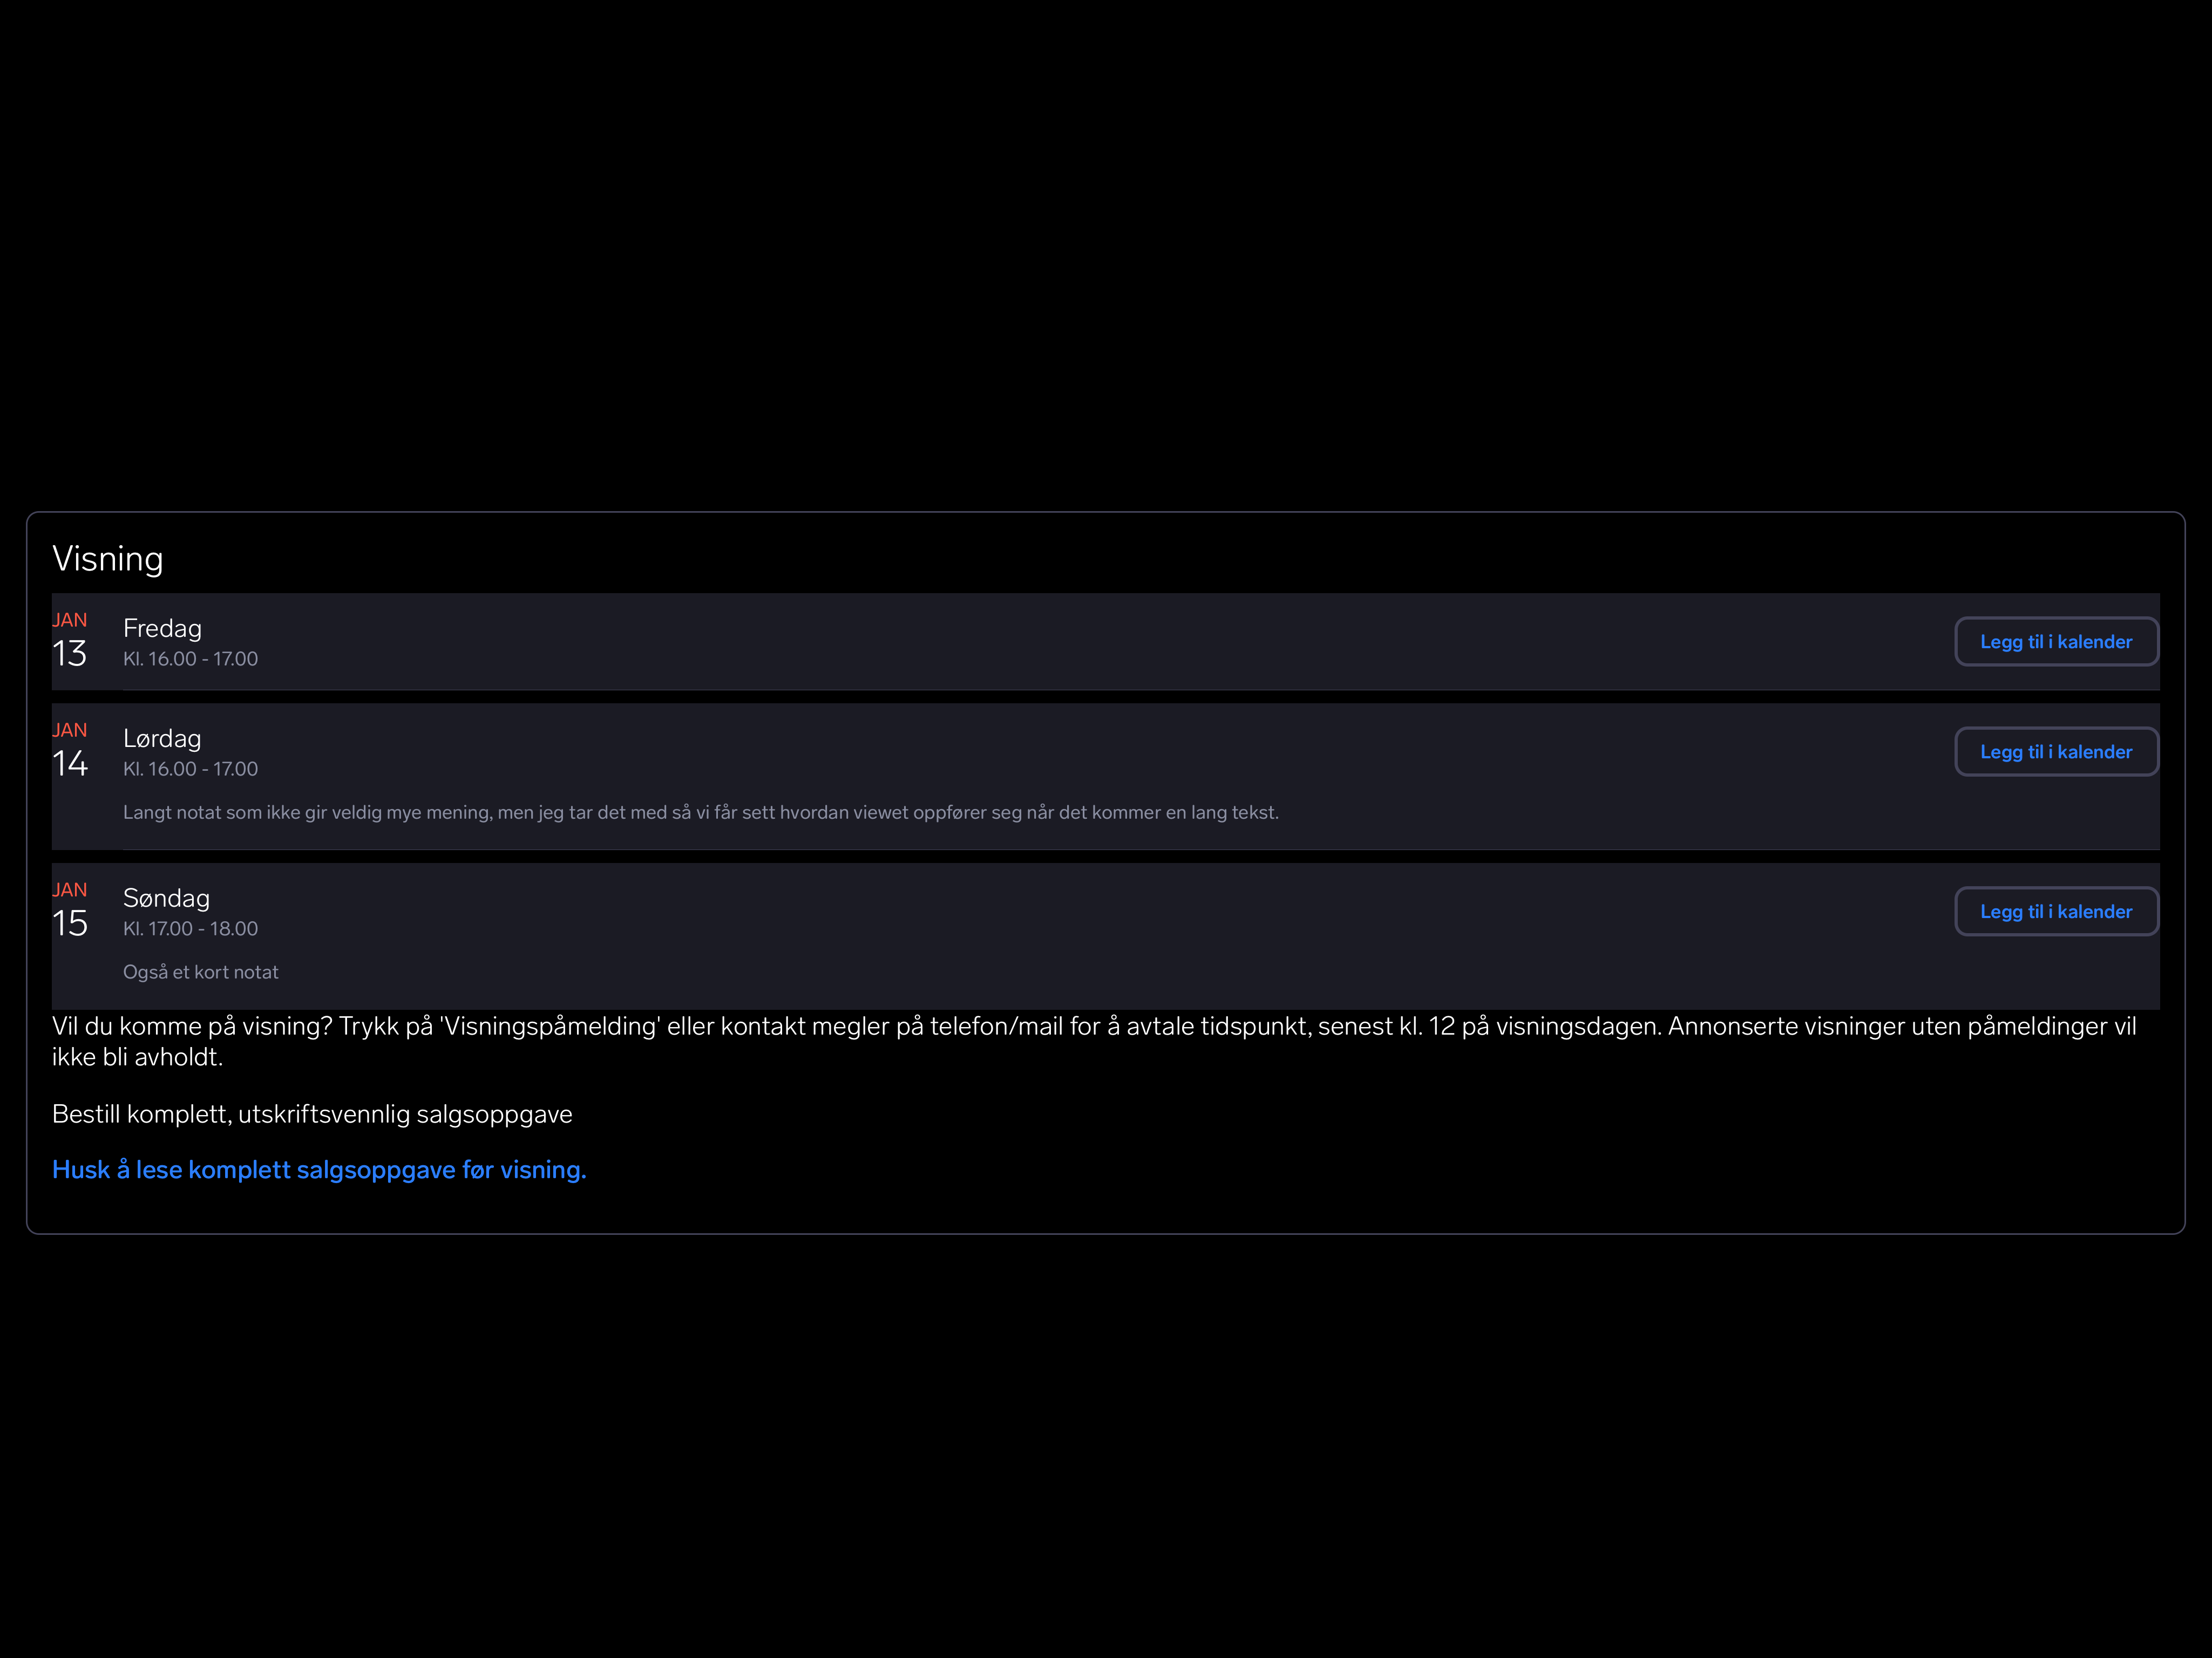 Visning
JAN
13
Fredag
Kl. 16.00 - 17.00
Legg til i kalender
JAN
14
Lørdag
Kl. 16.00 - 17.00
Legg til i kalender
Langt notat som ikke gir veldig mye mening, men jeg tar det med så vi får sett hvordan viewet oppfører seg når det kommer en lang tekst.
JAN
15
Søndag
Kl. 17.00 - 18.00
Legg til i kalender
Også et kort notat
Vil du komme på visning? Trykk på 'Visningspåmelding' eller kontakt megler på telefon/mail for å avtale tidspunkt, senest kl. 12 på visningsdagen. Annonserte visninger uten påmeldinger vil
ikke bli avholdt.
Bestill komplett, utskriftsvennlig salgsoppgave
Husk å lese komplett salgsoppgave før visning.